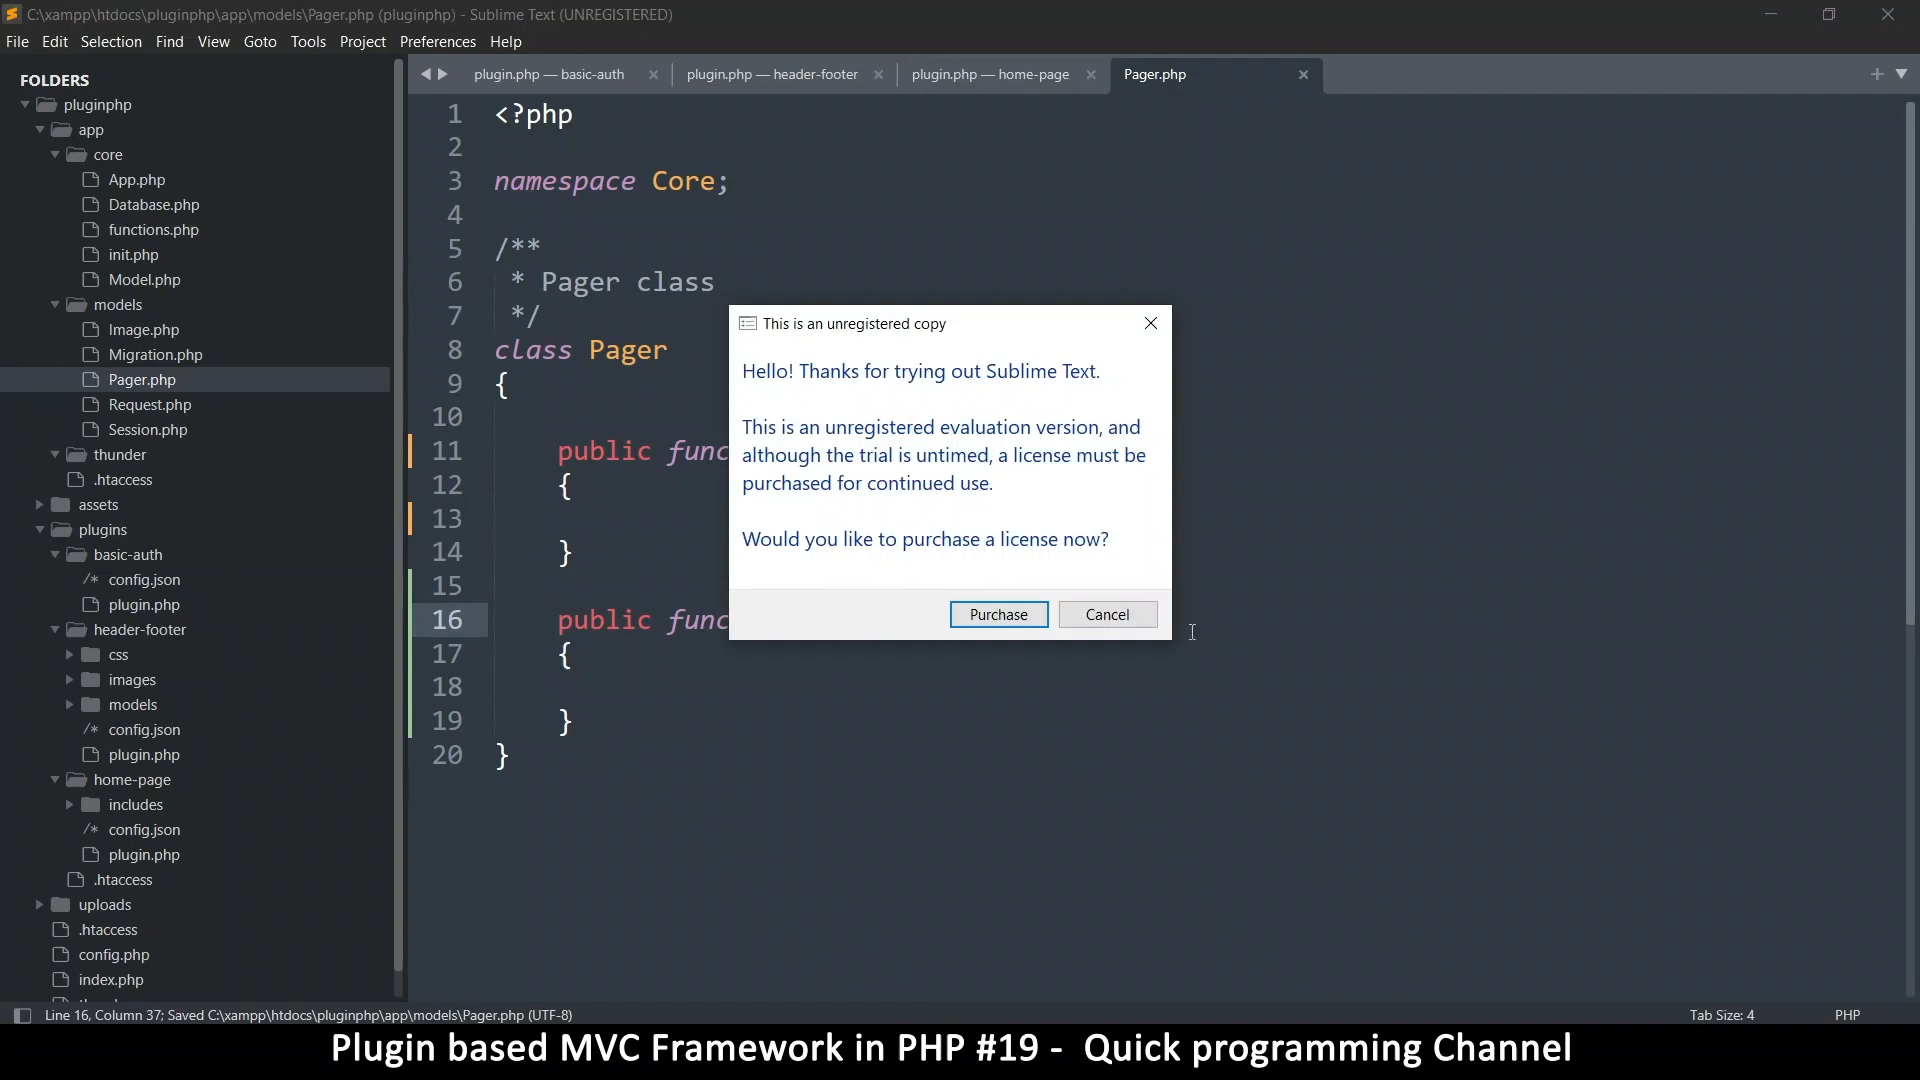 C:\xampp\htdocs\pluginphp\app\models\Pager.php (pluginphp) - Sublime Text (UNREGISTERED)
File Edit Selection Find View Goto Tools Project Preferences Help
FOLDERS
pluginphp
app
core
App.php
Database.php
functions.php
init.php
Model.php
models
Image.php
Migration.php
Pager.php
Request.php
Session.php
thunder
.htaccess
assets
plugins
basic-auth
/* config.json
plugin.php
header-footer
css
images
models
/* config.json
plugin.php
home-page
includes
/* config.json
plugin.php
.htaccess
uploads
.htaccess
config.php
index.php
plugin.php — basic-auth
plugin.php — header-footer
plugin.php — home-page
Pager.php
1 <?php
2
3 namespace Core;
4
5 /**
6 * Pager class
7 */
8 class Pager
9 {
10
11 public func
12 {
13
14 }
15
16 public func
17 {
18
19 }
20 }
This is an unregistered copy
Hello! Thanks for trying out Sublime Text.
This is an unregistered evaluation version, and
although the trial is untimed, a license must be
purchased for continued use.
Would you like to purchase a license now?
Purchase Cancel
Line 16, Column 37; Saved C:\xampp\htdocs\pluginphp\app\models\Pager.php (UTF-8)
Tab Size: 4
PHP
Plugin based MVC Framework in PHP #19 - Quick programming Channel